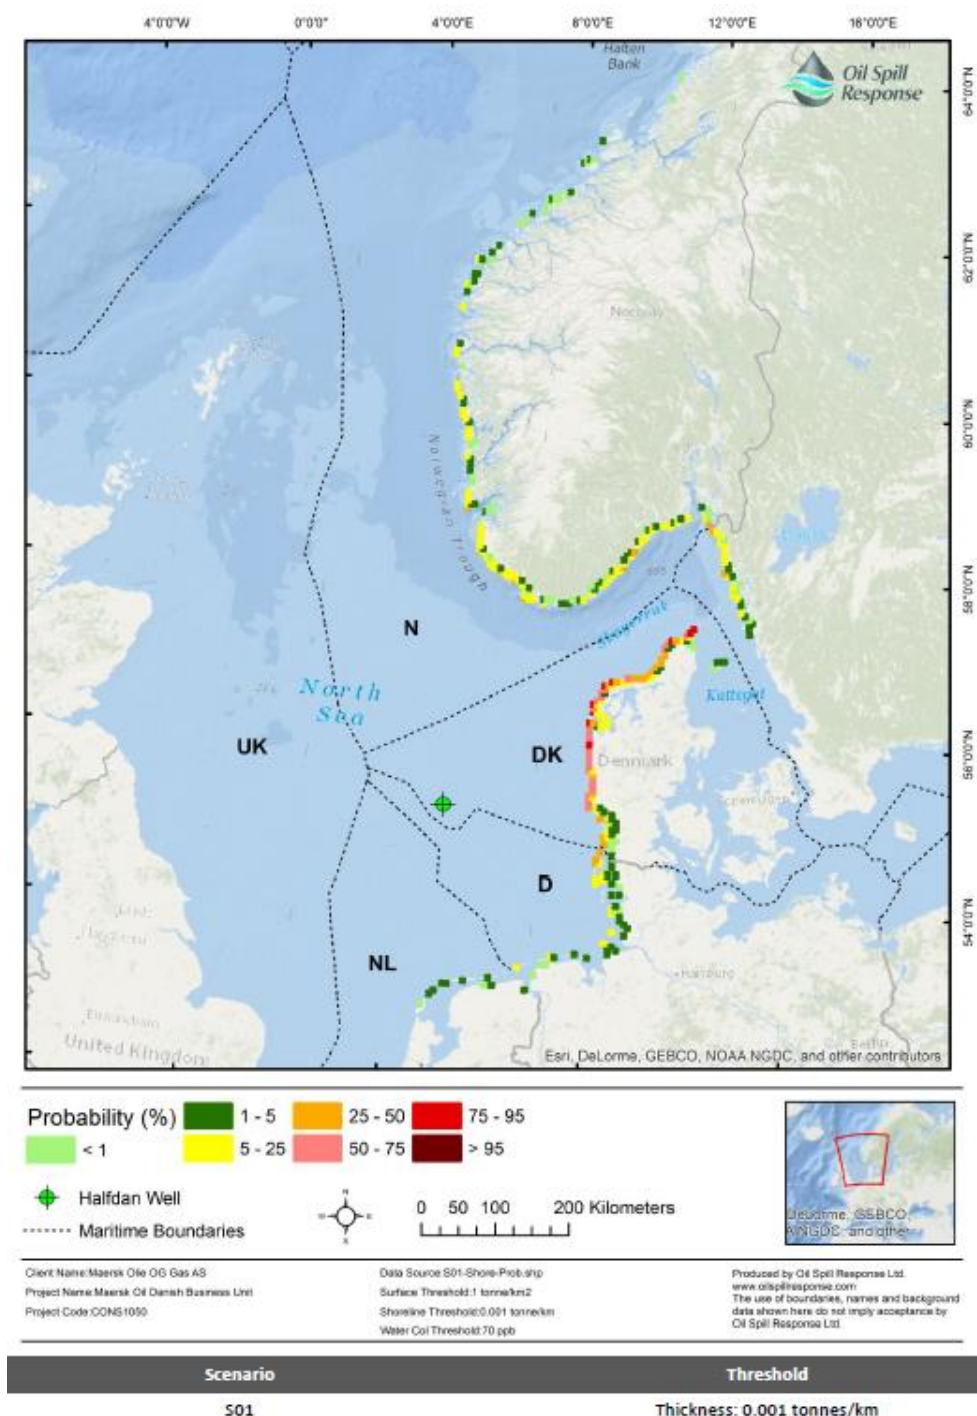 4°0'0"W 0°0'0" 4°0'0"E 8°0'0"E 12°0'0"E 16°0'0"E
Halten
Bank
Oil Spill
Response
64°0'0"N
62°0'0"N
Norway
60°0'0"N
Norwegian Trough
58°0'0"N
Skagerrak
N
North
Sea
Kattegat
UK
DK
Denmark
56°0'0"N
D
54°0'0"N
NL
Hamburg
Birmingham
United Kingdom
Berlin
Esri, DeLorme, GEBCO, NOAA NGDC, and other contributors
Probability (%) 1 - 5 25 - 50 75 - 95
< 1 5 - 25 50 - 75 > 95
Halfdan Well
Maritime Boundaries
N
W E
S
0 50 100 200 Kilometers
DeLorme, GEBCO,
NGDC, and other
Client Name:Maersk Olie OG Gas AS
Project Name:Maersk Oil Danish Business Unit
Project Code:CONS1050
Data Source:S01-Shore-Prob.shp
Surface Threshold:1 tonne/km2
Shoreline Threshold:0.001 tonne/km
Water Col Threshold:70 ppb
Produced by Oil Spill Response Ltd.
www.oilspillresponse.com
The use of boundaries, names and background
data shown here do not imply acceptance by
Oil Spill Response Ltd.
Scenario Threshold
S01 Thickness: 0.001 tonnes/km